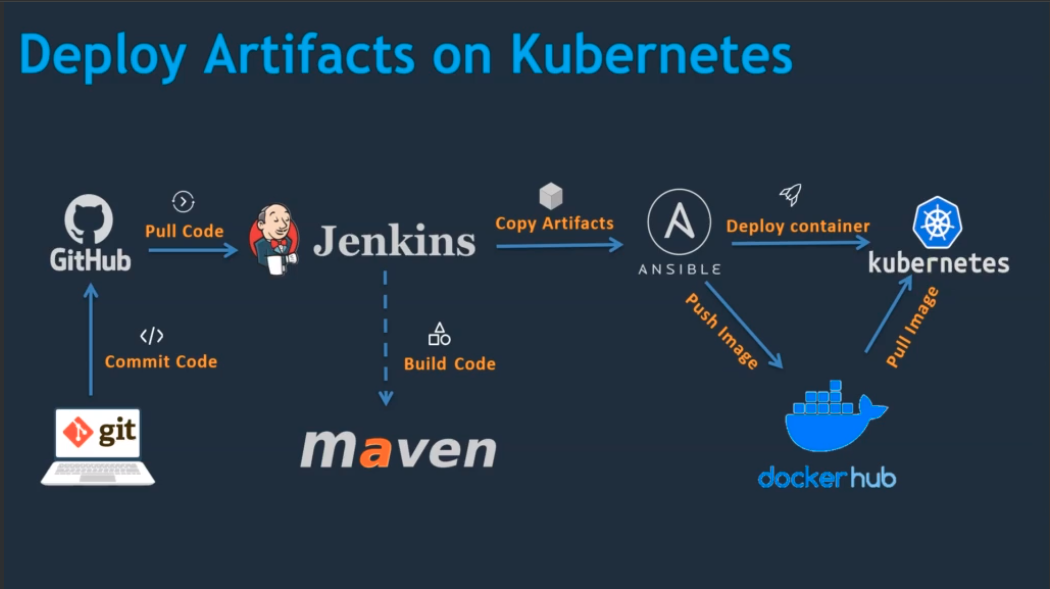 Deploy Artifacts on Kubernetes
Pull Code
GitHub
Jenkins
Copy Artifacts
ANSIBLE
Deploy container
kubernetes
</>
Commit Code
Build Code
Push Image
Pull Image
git
maven
dockerhub